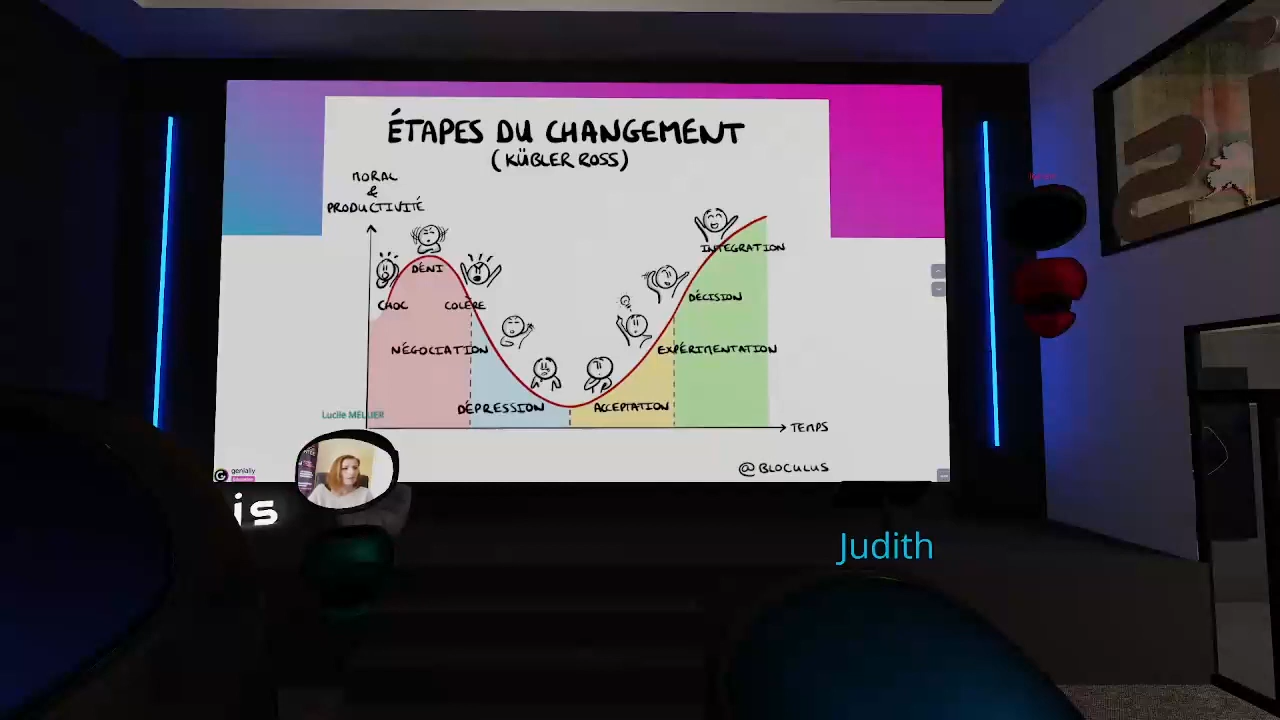 ÉTAPES DU CHANGEMENT
(KÜBLER ROSS)
MORAL
&
PRODUCTIVITÉ
DÉNI
CHOC
COLÈRE
NÉGOCIATION
DÉPRESSION
ACCEPTATION
EXPÉRIMENTATION
DÉCISION
INTEGRATION
TEMPS
@BLOCULUS
Lucile MELLIER
genially
is
Judith